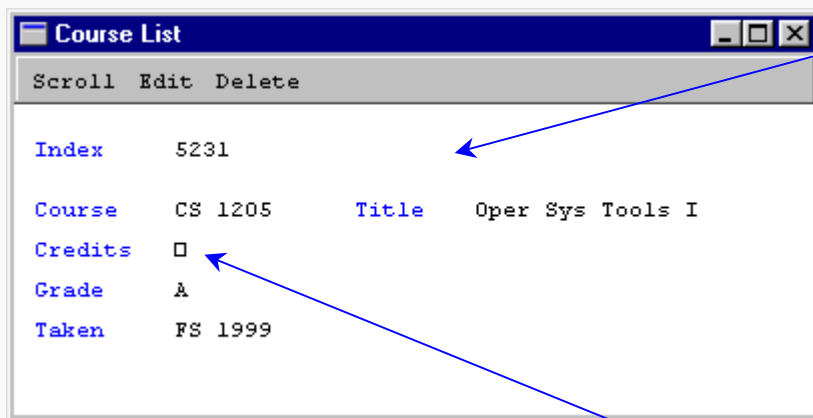 Course List
Scroll Edit Delete
Index 5231
Course CS 1205 Title Oper Sys Tools I
Credits □
Grade A
Taken FS 1999